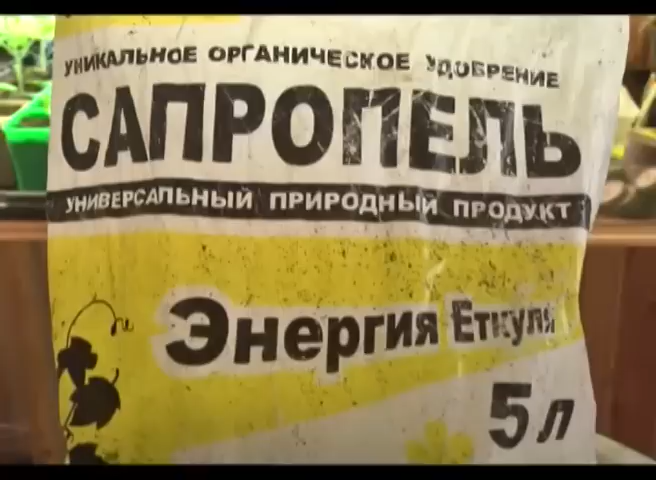 УНИКАЛЬНОЕ ОРГАНИЧЕСКОЕ УДОБРЕНИЕ
САПРОПЕЛЬ
УНИВЕРСАЛЬНЫЙ ПРИРОДНЫЙ ПРОДУКТ
Энергия Еткуля
5 л